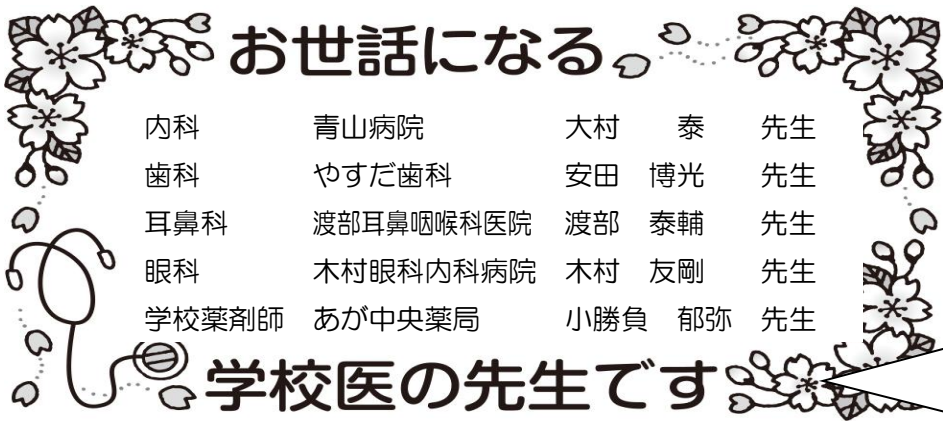 お世話になる
内科 青山病院 大村 泰 先生
歯科 やすだ歯科 安田 博光 先生
耳鼻科 渡部耳鼻咽喉科医院 渡部 泰輔 先生
眼科 木村眼科内科病院 木村 友剛 先生
学校薬剤師 あが中央薬局 小勝負 郁弥 先生
学校医の先生です